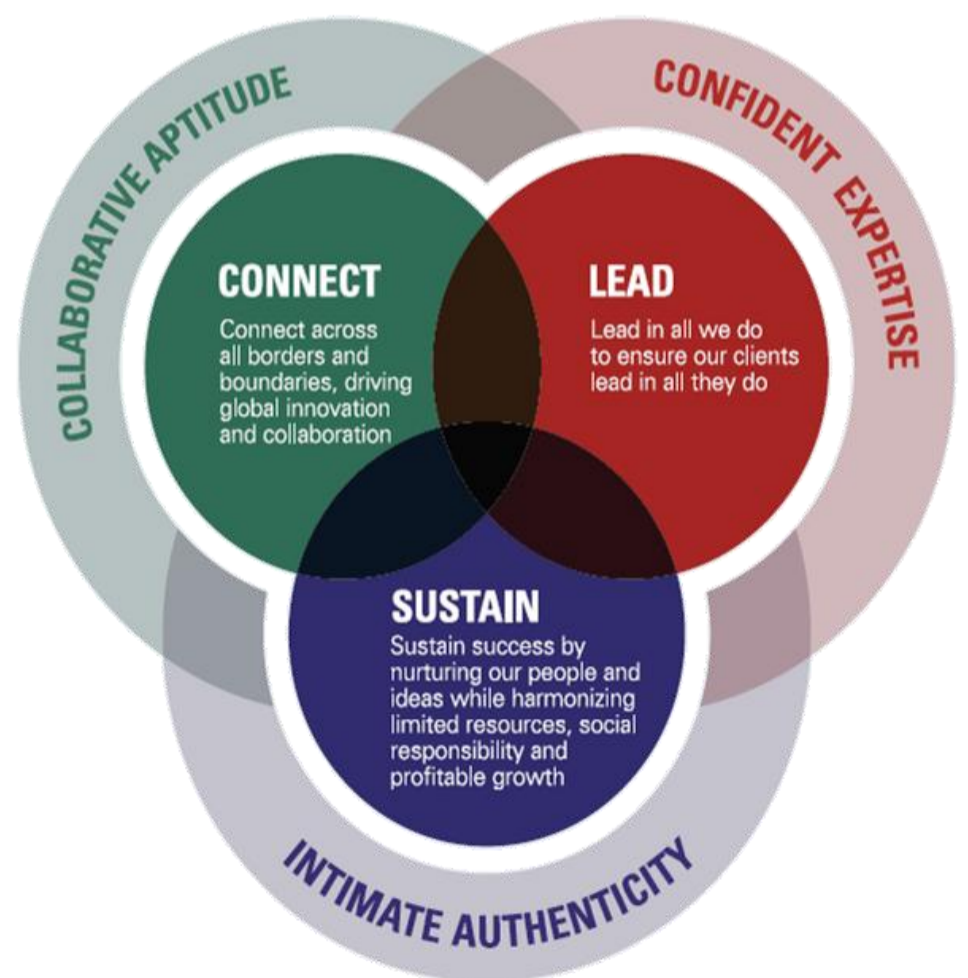 COLLABORATIVE APTITUDE
CONFIDENT EXPERTISE
CONNECT
Connect across
all borders and
boundaries, driving
global innovation
and collaboration
LEAD
Lead in all we do
to ensure our clients
lead in all they do
SUSTAIN
Sustain success by
nurturing our people and
ideas while harmonizing
limited resources, social
responsibility and
profitable growth
INTIMATE AUTHENTICITY